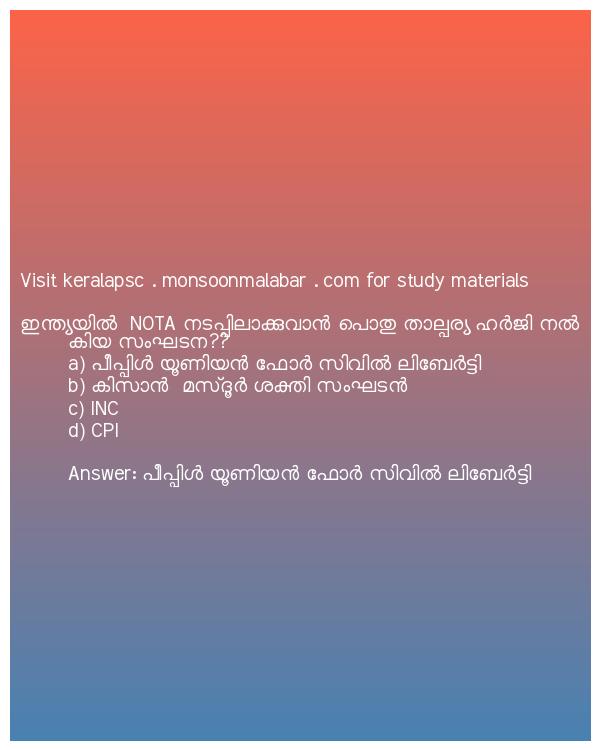 Visit keralapsc . monsoonmalabar . com for study materials
ഇന്ത്യയിൽ NOTA നടപ്പിലാക്കുവാൻ പൊതു താല്പര്യ ഹർജി നൽ
കിയ സംഘടന??
a) പീപ്പിൾ യൂണിയൻ ഫോർ സിവിൽ ലിബേർട്ടി
b) കിസാൻ മസ്ദൂർ ശക്തി സംഘടൻ
c) INC
d) CPI
Answer: പീപ്പിൾ യൂണിയൻ ഫോർ സിവിൽ ലിബേർട്ടി